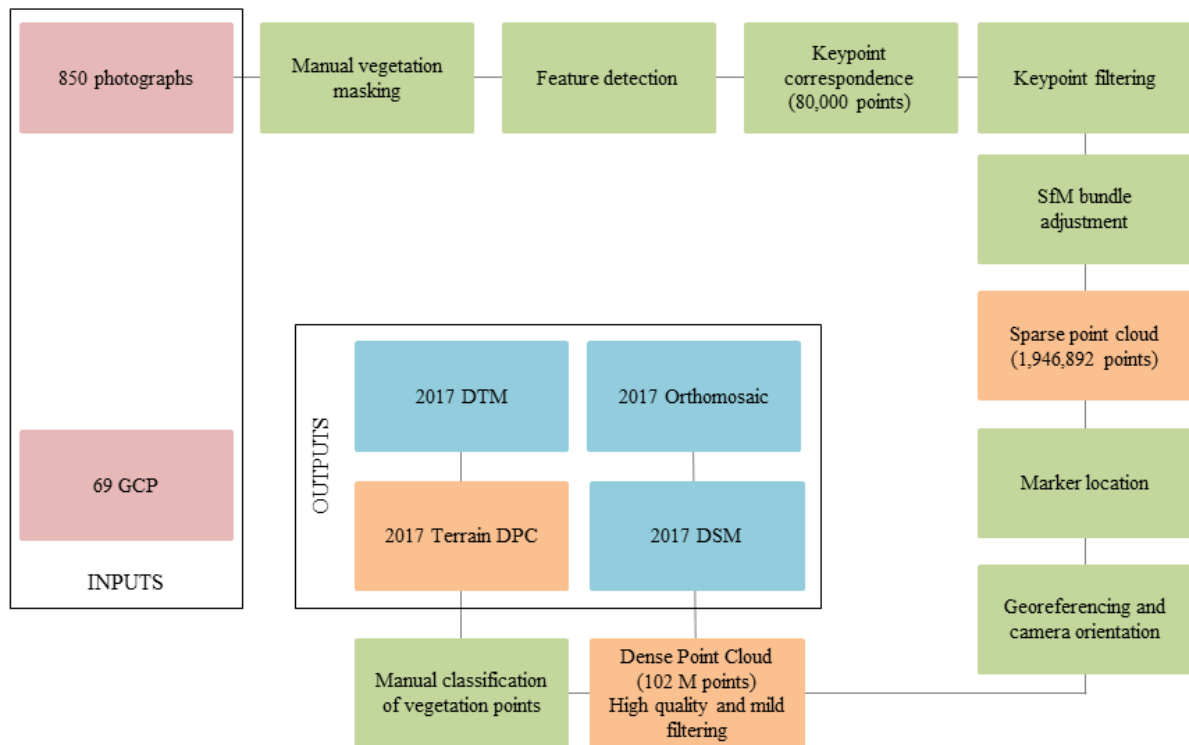 850 photographs
Manual vegetation
masking
Feature detection
Keypoint
correspondence
(80,000 points)
Keypoint filtering
SfM bundle
adjustment
Sparse point cloud
(1,946,892 points)
Marker location
Georeferencing and
camera orientation
69 GCP
INPUTS
OUTPUTS
2017 DTM
2017 Orthomosaic
2017 Terrain DPC
2017 DSM
Manual classification
of vegetation points
Dense Point Cloud
(102 M points)
High quality and mild
filtering